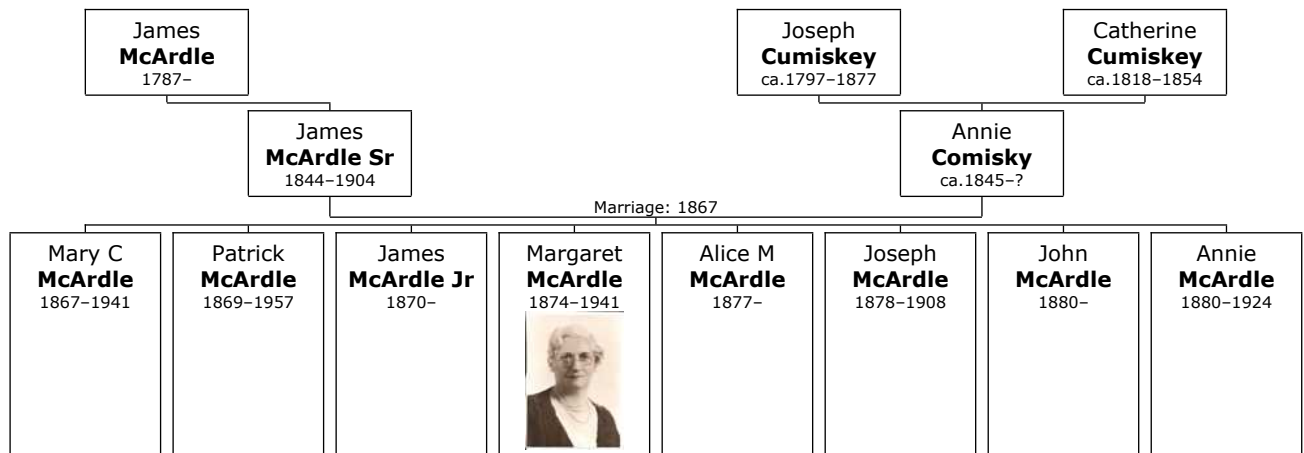 James
McArdle
1787–
Joseph
Cumiskey
ca.1797–1877
Catherine
Cumiskey
ca.1818–1854
James
McArdle Sr
1844–1904
Annie
Comisky
ca.1845–?
Marriage: 1867
Mary C
McArdle
1867–1941
Patrick
McArdle
1869–1957
James
McArdle Jr
1870–
Margaret
McArdle
1874–1941
Alice M
McArdle
1877–
Joseph
McArdle
1878–1908
John
McArdle
1880–
Annie
McArdle
1880–1924